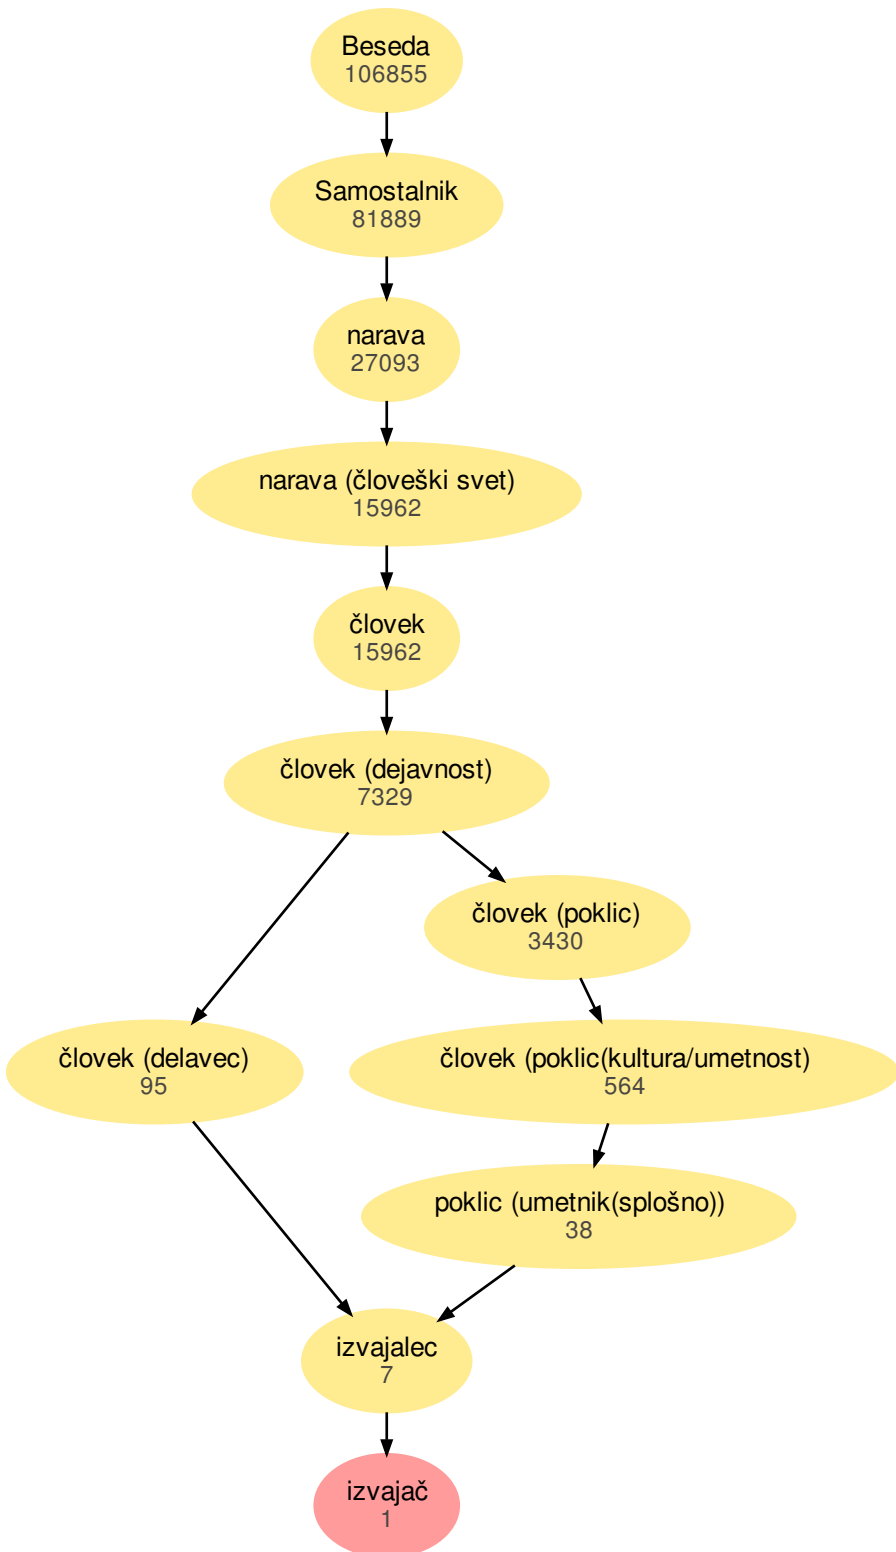 Beseda
106855
Samostalnik
81889
narava
27093
narava (človeški svet)
15962
človek
15962
človek (dejavnost)
7329
človek (poklic)
3430
človek (delavec)
95
človek (poklic(kultura/umetnost)
564
poklic (umetnik(splošno))
38
izvajalec
7
izvajač
1